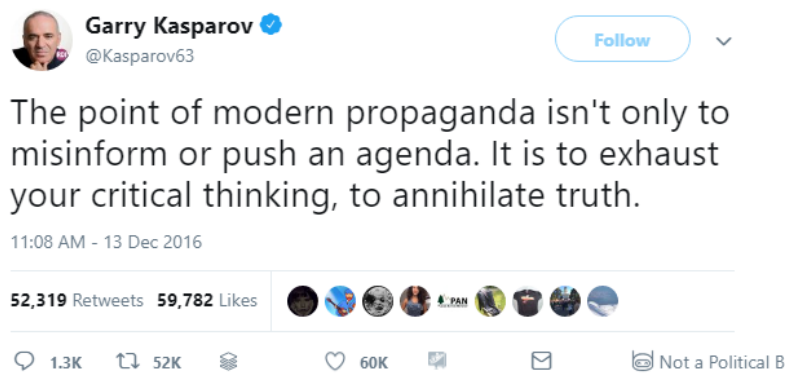 Garry Kasparov
@Kasparov63
Follow
The point of modern propaganda isn't only to
misinform or push an agenda. It is to exhaust
your critical thinking, to annihilate truth.
11:08 AM - 13 Dec 2016
52,319 Retweets 59,782 Likes
PAN
1.3K 52K 60K Not a Political B